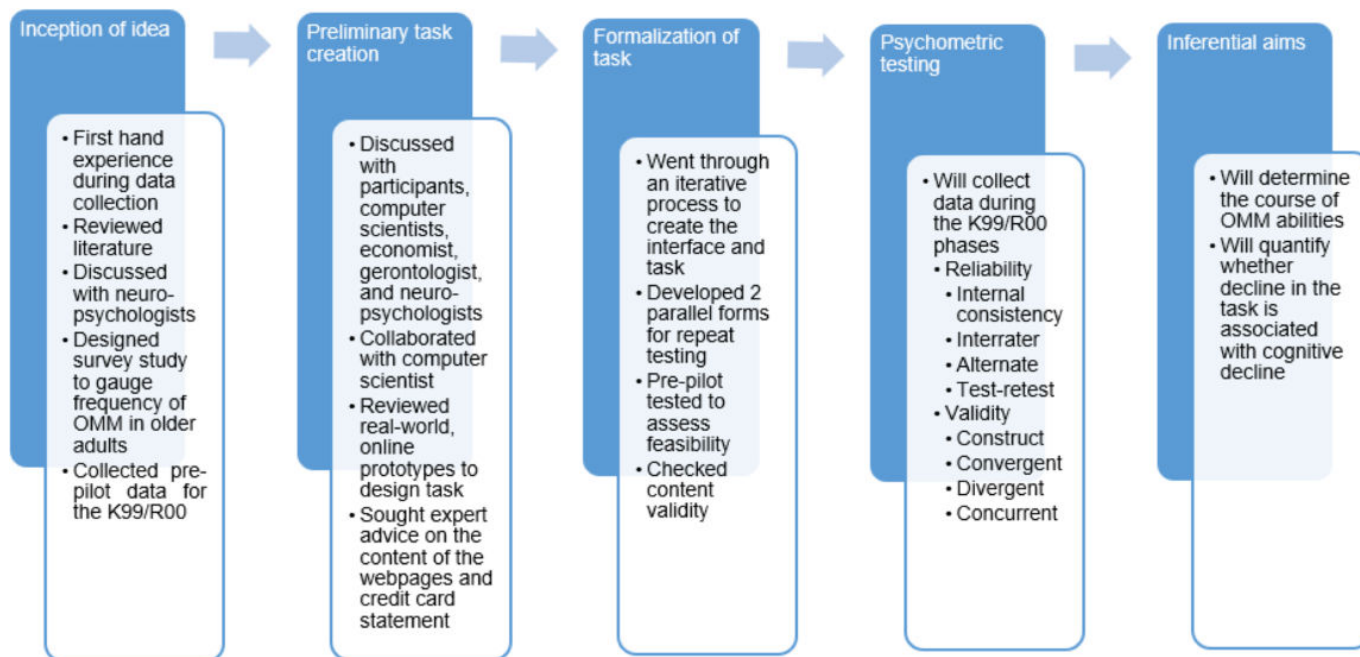 Inception of idea
• First hand
experience
during data
collection
• Reviewed
literature
• Discussed
with neuro-
psychologists
• Designed
survey study
to gauge
frequency of
OMM in older
adults
• Collected pre-
pilot data for
the K99/R00
Preliminary task
creation
• Discussed
with
participants,
computer
scientists,
economist,
gerontologist,
and neuro-
psychologists
• Collaborated
with computer
scientist
• Reviewed
real-world,
online
prototypes to
design task
• Sought expert
advice on the
content of the
webpages and
credit card
statement
Formalization of
task
• Went through
an iterative
process to
create the
interface and
task
• Developed 2
parallel forms
for repeat
testing
• Pre-pilot
tested to
assess
feasibility
• Checked
content
validity
Psychometric
testing
• Will collect
data during
the K99/R00
phases
• Reliability
• Internal
consistency
• Interrater
• Alternate
• Test-retest
• Validity
• Construct
• Convergent
• Divergent
• Concurrent
Inferential aims
• Will determine
the course of
OMM abilities
• Will quantify
whether
decline in the
task is
associated
with cognitive
decline